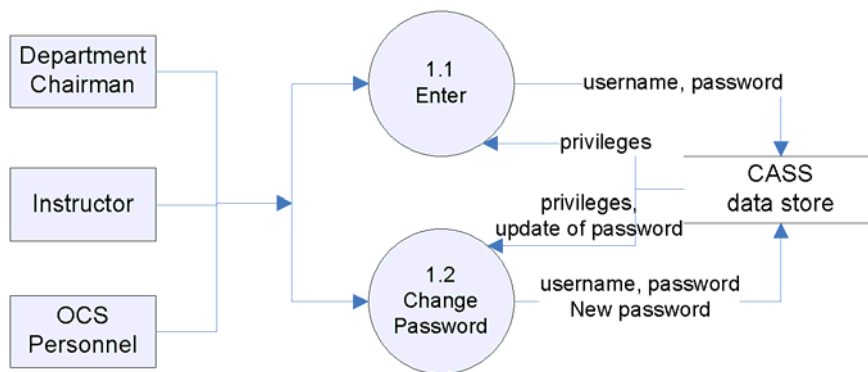 Department
Chairman
Instructor
OCS
Personnel
1.1
Enter
username, password
privileges
CASS
data store
privileges,
update of password
1.2
Change
Password
username, password
New password